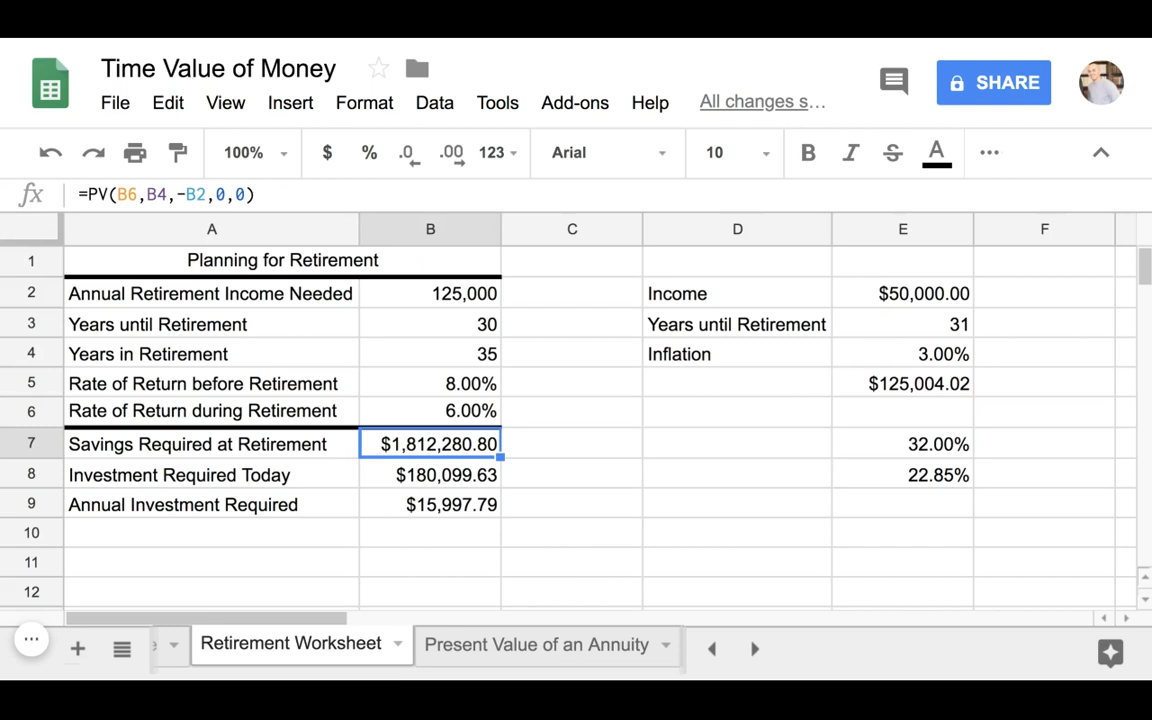 Time Value of Money
File Edit View Insert Format Data Tools Add-ons Help All changes s...
SHARE
100% $ % .0 .00 123 Arial 10 B I S A ...
fx =PV(B6,B4,-B2,0,0)
A B C D E F
1 Planning for Retirement
2 Annual Retirement Income Needed 125,000 Income $50,000.00
3 Years until Retirement 30 Years until Retirement 31
4 Years in Retirement 35 Inflation 3.00%
5 Rate of Return before Retirement 8.00% $125,004.02
6 Rate of Return during Retirement 6.00%
7 Savings Required at Retirement $1,812,280.80 32.00%
8 Investment Required Today $180,099.63 22.85%
9 Annual Investment Required $15,997.79
10
11
12
... + Retirement Worksheet Present Value of an Annuity